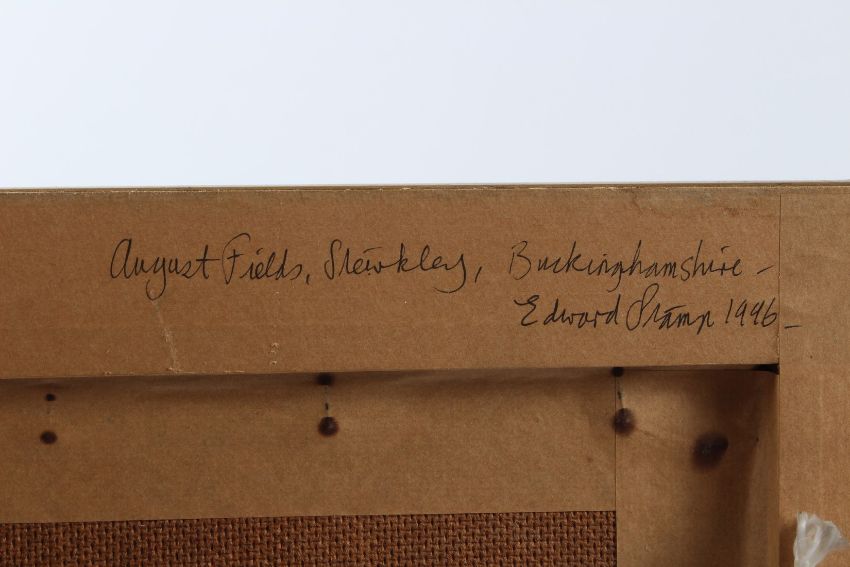 August Fields, Stewkley, Buckinghamshire –
Edward Stamp 1996 –